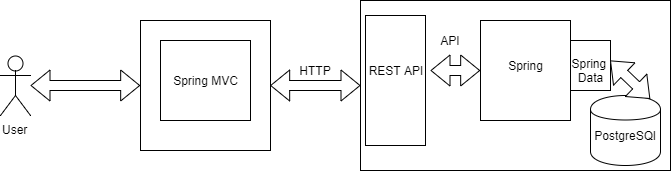 User
Spring MVC
HTTP
REST API
API
Spring
Spring
Data
PostgreSQl